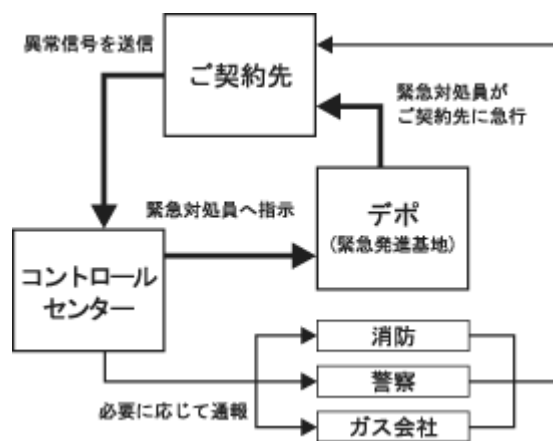 異常信号を送信
ご契約先
緊急対処員が
ご契約先に急行
緊急対処員へ指示
デポ
(緊急発進基地)
コントロール
センター
消防
警察
ガス会社
必要に応じて通報